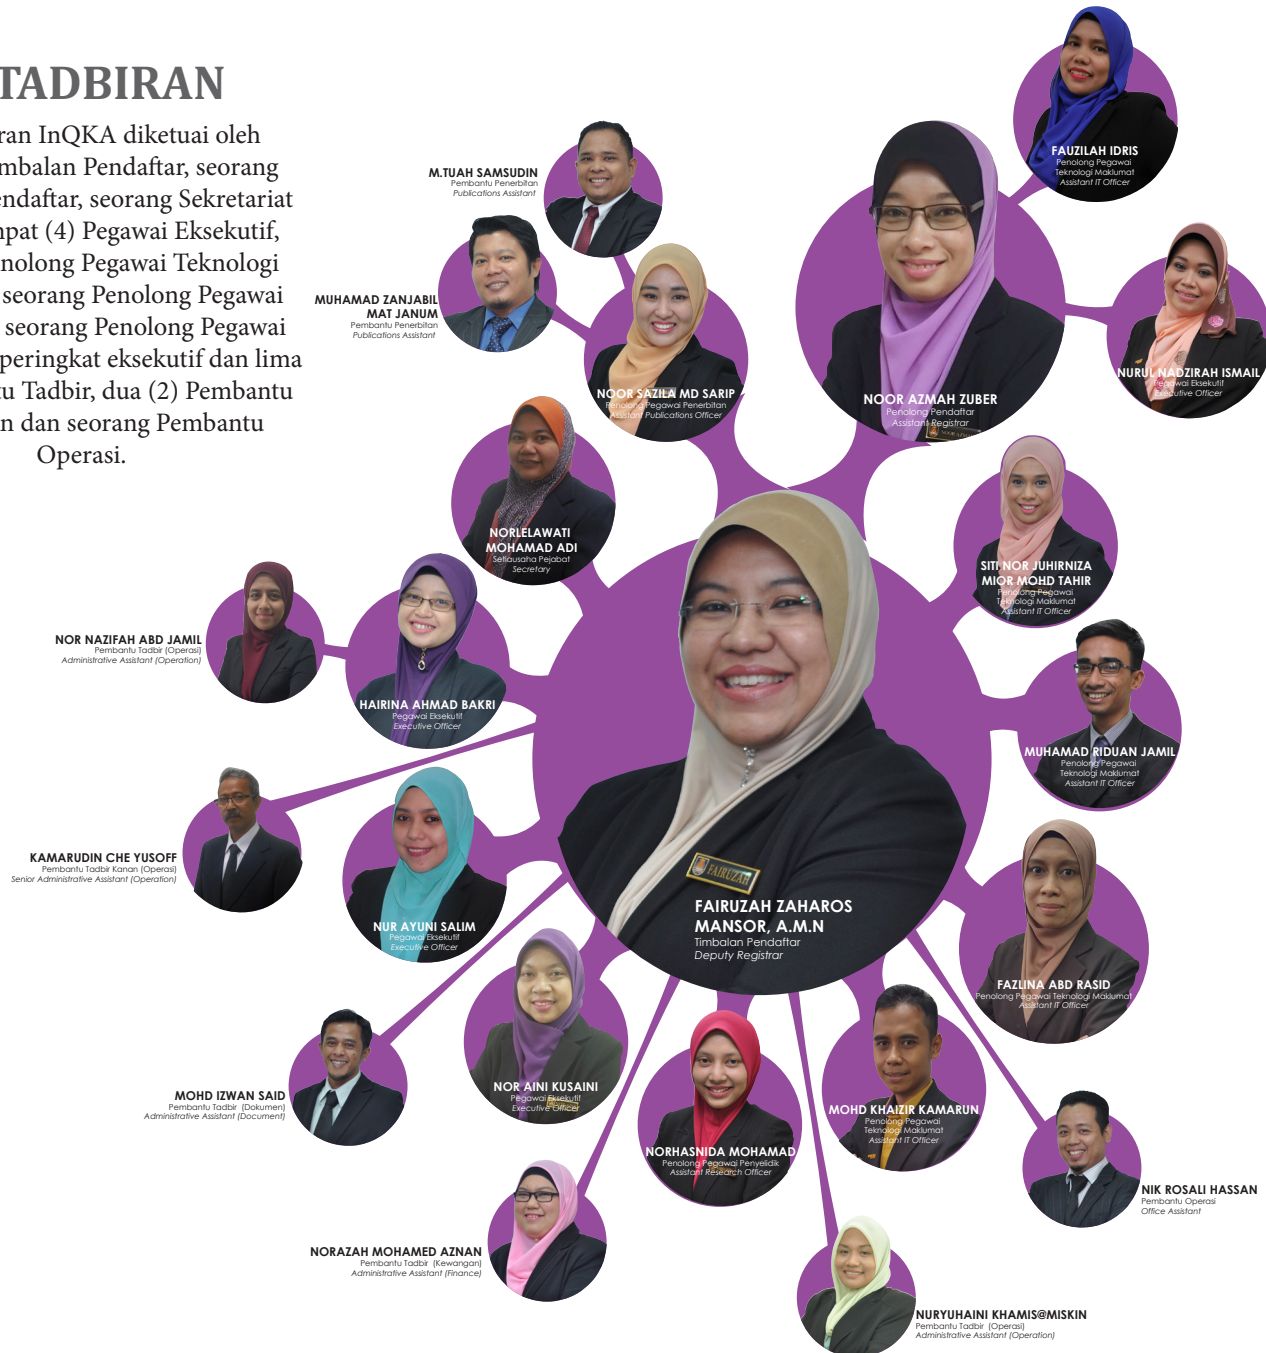 TADBIRAN
ran InQKA diketuai oleh
mbalan Pendaftar, seorang
endaftar, seorang Sekretariat
npat (4) Pegawai Eksekutif,
nolong Pegawai Teknologi
seorang Penolong Pegawai
seorang Penolong Pegawai
peringkat eksekutif dan lima
tu Tadbir, dua (2) Pembantu
n dan seorang Pembantu
Operasi.
FAUZILAH IDRIS
Penolong Pegawai
Teknologi Maklumat
Assistant IT Officer
M.TUAH SAMSUDIN
Pembantu Penerbitan
Publications Assistant
MUHAMAD ZANJABIL
MAT JANUM
Pembantu Penerbitan
Publications Assistant
NOOR SAZILA MD SARIP
Penolong Pegawai Penerbitan
Assistant Publications Officer
NOOR AZMAH ZUBER
Penolong Pendaftar
Assistant Registrar
NURUL NADZIRAH ISMAIL
Pegawai Eksekutif
Executive Officer
NORLELAWATI
MOHAMAD ADI
Setiausaha Pejabat
Secretary
SITI NOR JUHIRNIZA
MIOR MOHD TAHIR
Penolong Pegawai
Teknologi Maklumat
Assistant IT Officer
NOR NAZIFAH ABD JAMIL
Pembantu Tadbir (Operasi)
Administrative Assistant (Operation)
HAIRINA AHMAD BAKRI
Pegawai Eksekutif
Executive Officer
MUHAMAD RIDUAN JAMIL
Penolong Pegawai
Teknologi Maklumat
Assistant IT Officer
KAMARUDIN CHE YUSOFF
Pembantu Tadbir Kanan (Operasi)
Senior Administrative Assistant (Operation)
NUR AYUNI SALIM
Pegawai Eksekutif
Executive Officer
FAIRUZAH
FAIRUZAH ZAHAROS
MANSOR, A.M.N
Timbalan Pendaftar
Deputy Registrar
FAZLINA ABD RASID
Penolong Pegawai Teknologi Maklumat
Assistant IT Officer
MOHD IZWAN SAID
Pembantu Tadbir (Dokumen)
Administrative Assistant (Document)
NOR AINI KUSAINI
Pegawai Eksekutif
Executive Officer
NORHASNIDA MOHAMAD
Penolong Pegawai Penyelidik
Assistant Research Officer
MOHD KHAIZIR KAMARUN
Penolong Pegawai
Teknologi Maklumat
Assistant IT Officer
NIK ROSALI HASSAN
Pembantu Operasi
Office Assistant
NORAZAH MOHAMED AZNAN
Pembantu Tadbir (Kewangan)
Administrative Assistant (Finance)
NURYUHAINI KHAMIS@MISKIN
Pembantu Tadbir (Operasi)
Administrative Assistant (Operation)